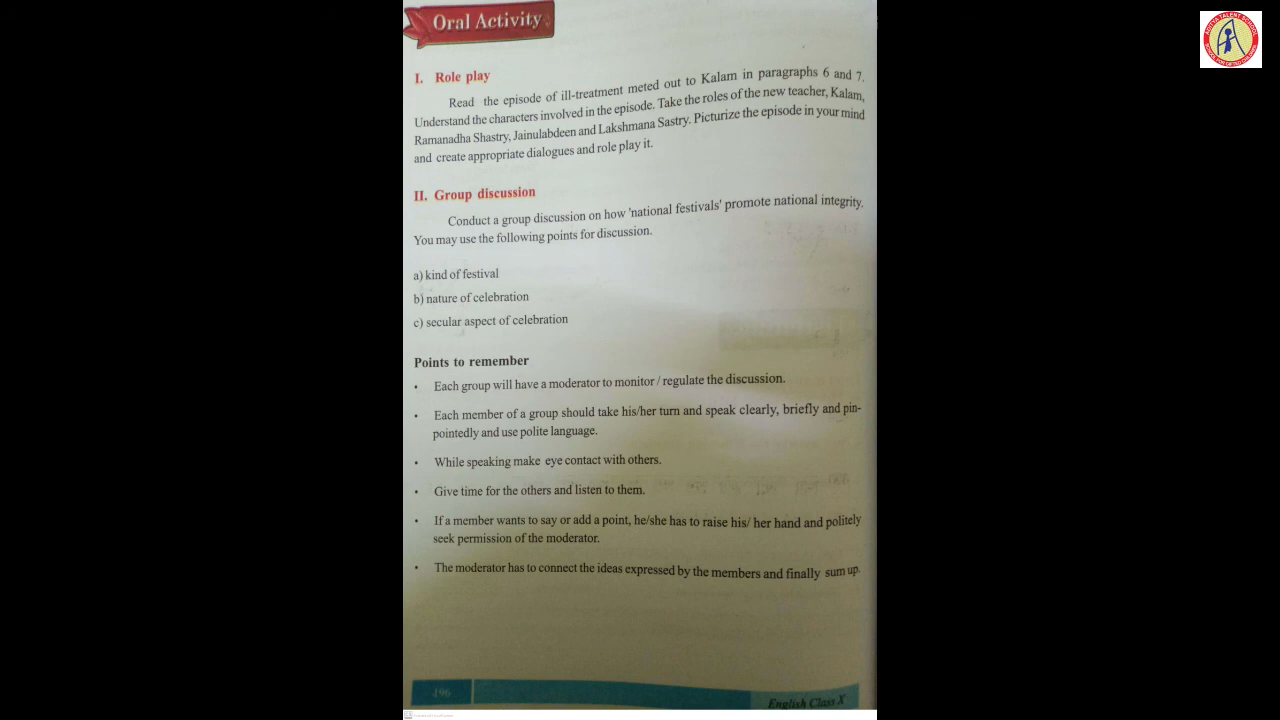 Oral Activity
I. Role play
Read the episode of ill-treatment meted out to Kalam in paragraphs 6 and 7.
Understand the characters involved in the episode. Take the roles of the new teacher, Kalam,
Ramanadha Shastry, Jainulabdeen and Lakshmana Sastry. Picturize the episode in your mind
and create appropriate dialogues and role play it.
II. Group discussion
Conduct a group discussion on how 'national festivals' promote national integrity.
You may use the following points for discussion.
a) kind of festival
b) nature of celebration
c) secular aspect of celebration
Points to remember
• Each group will have a moderator to monitor / regulate the discussion.
• Each member of a group should take his/her turn and speak clearly, briefly and pin-
pointedly and use polite language.
• While speaking make eye contact with others.
• Give time for the others and listen to them.
• If a member wants to say or add a point, he/she has to raise his/ her hand and politely
seek permission of the moderator.
• The moderator has to connect the ideas expressed by the members and finally sum up.
196
English Class X
ADITYA TALENT SCHOOL